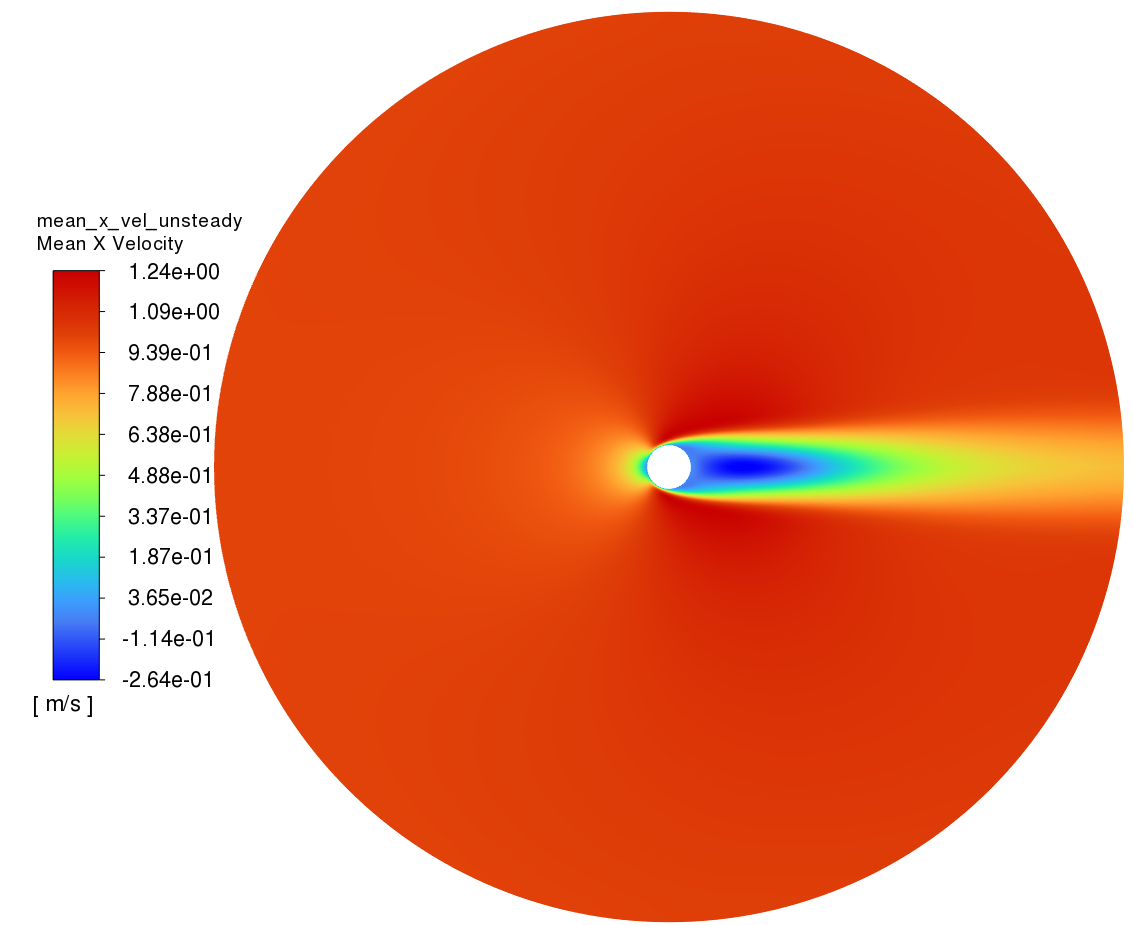 mean_x_vel_unsteady
Mean X Velocity
1.24e+00
1.09e+00
9.39e-01
7.88e-01
6.38e-01
4.88e-01
3.37e-01
1.87e-01
3.65e-02
-1.14e-01
-2.64e-01
[ m/s ]